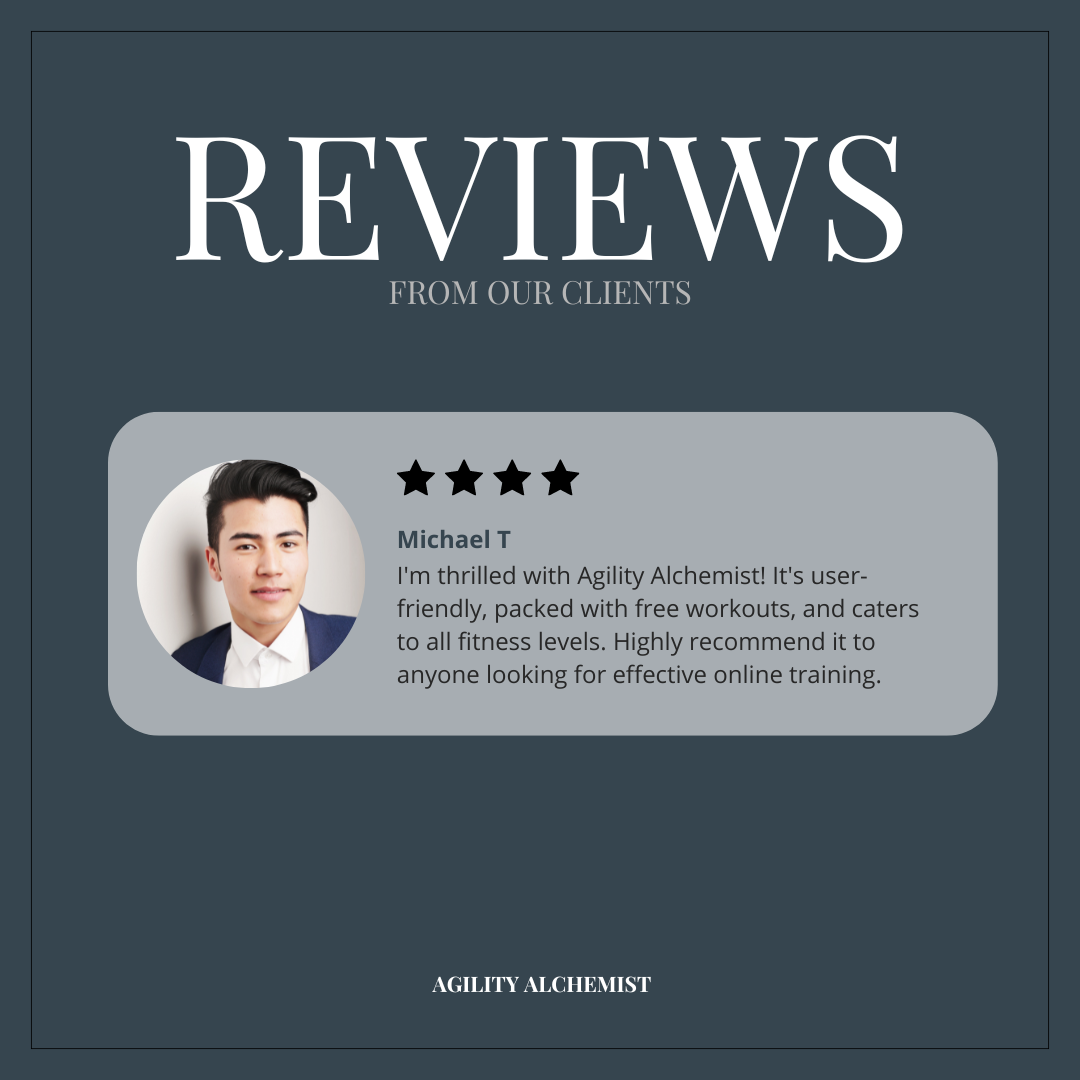 REVIEWS
FROM OUR CLIENTS
Michael T
I'm thrilled with Agility Alchemist! It's user-
friendly, packed with free workouts, and caters
to all fitness levels. Highly recommend it to
anyone looking for effective online training.
AGILITY ALCHEMIST